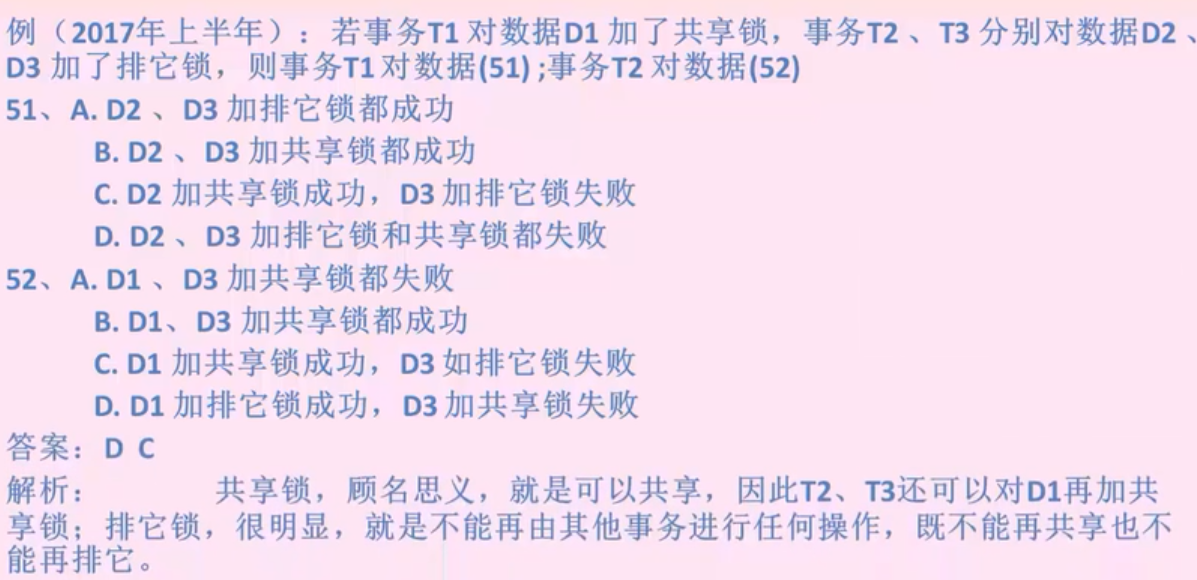 例（2017年上半年）：若事务T1 对数据D1 加了共享锁，事务T2 、T3 分别对数据D2 、
D3 加了排它锁，则事务T1 对数据(51) ;事务T2 对数据(52)
51、A. D2 、D3 加排它锁都成功
B. D2 、D3 加共享锁都成功
C. D2 加共享锁成功，D3 加排它锁失败
D. D2 、D3 加排它锁和共享锁都失败
52、A. D1 、D3 加共享锁都失败
B. D1、D3 加共享锁都成功
C. D1 加共享锁成功，D3 如排它锁失败
D. D1 加排它锁成功，D3 加共享锁失败
答案：D C
解析： 共享锁，顾名思义，就是可以共享，因此T2、T3还可以对D1再加共
享锁；排它锁，很明显，就是不能再由其他事务进行任何操作，既不能再共享也不
能再排它。